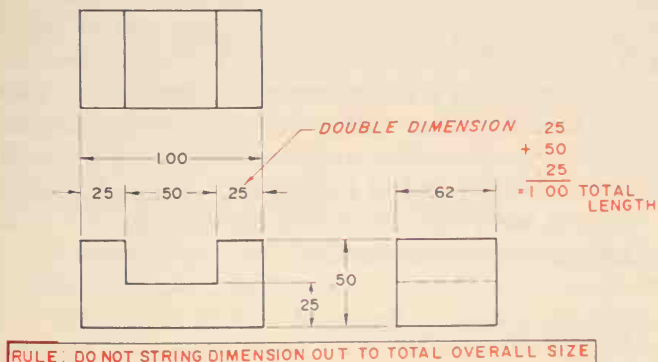 DOUBLE DIMENSION
25
+ 50
25
= 1 00 TOTAL
LENGTH
1.00
25 50 25
62
50
25
RULE: DO NOT STRING DIMENSION OUT TO TOTAL OVERALL SIZE